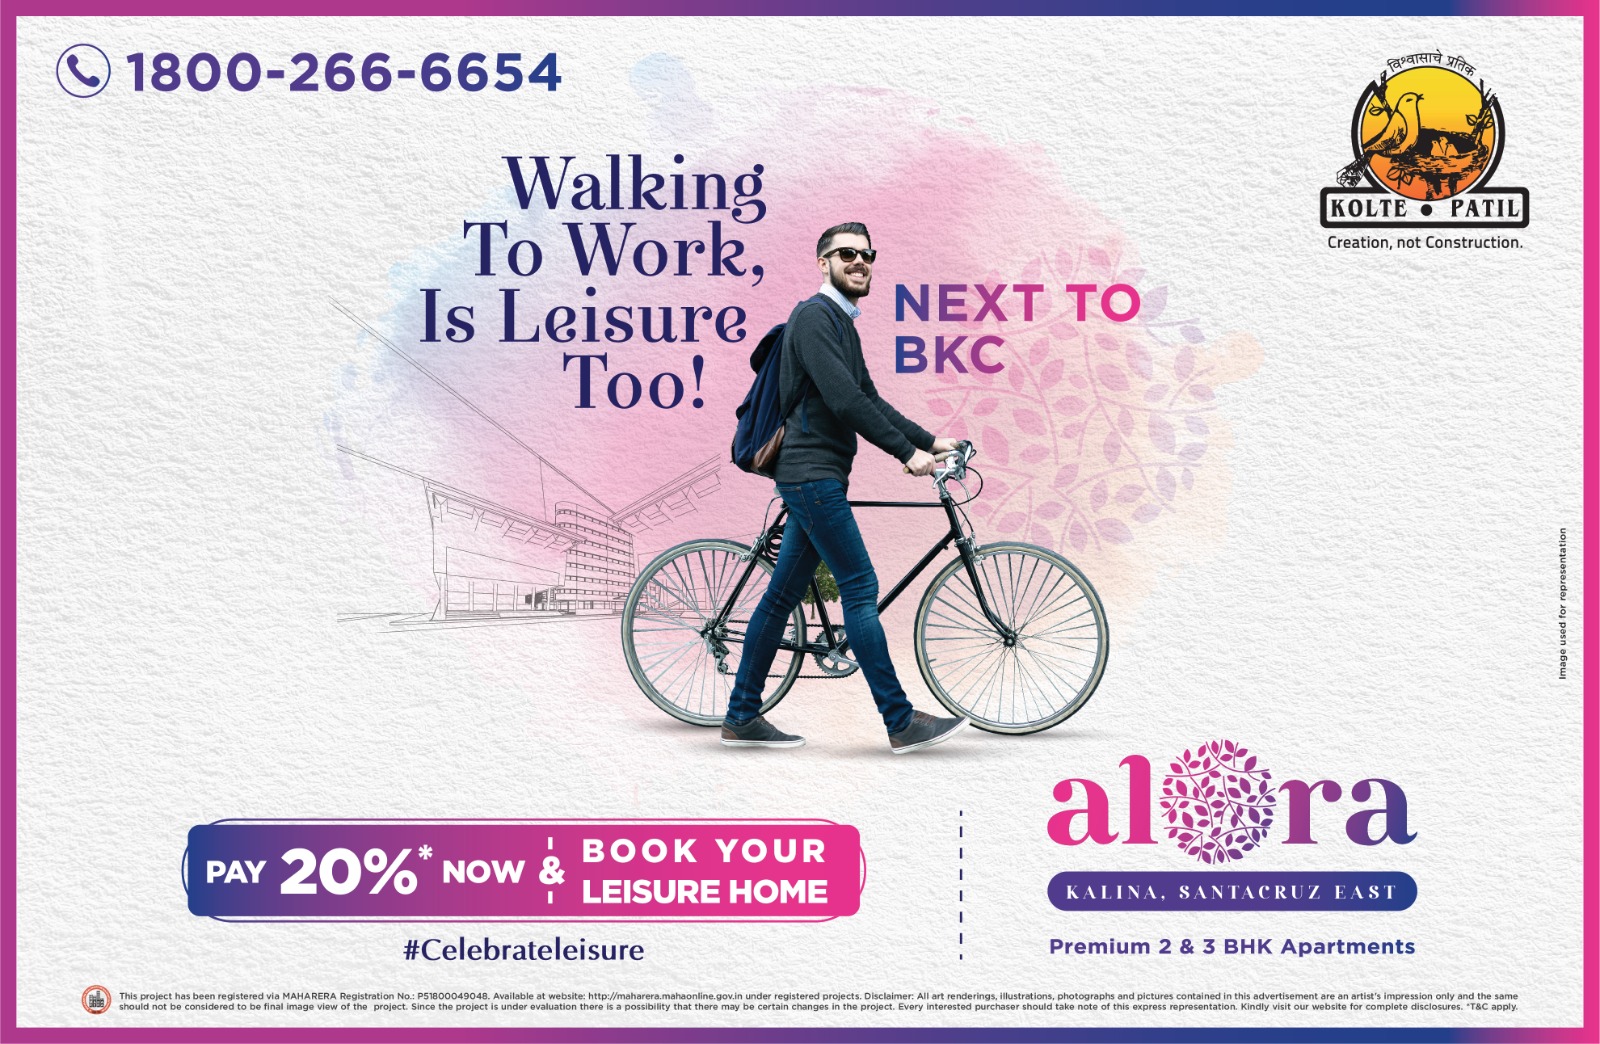 1800-266-6654
विश्वासाचे प्रतिक
KOLTE • PATIL
Creation, not Construction.
Walking
To Work,
Is Leisure
Too!
NEXT TO
BKC
Image used for representation
PAY 20%* NOW & BOOK YOUR
LEISURE HOME
#Celebrateleisure
alora
KALINA, SANTACRUZ EAST
Premium 2 & 3 BHK Apartments
This project has been registered via MAHARERA Registration No.: P51800049048. Available at website: http://maharera.mahaonline.gov.in under registered projects. Disclaimer: All art renderings, illustrations, photographs and pictures contained in this advertisement are an artist's impression only and the same
should not be considered to be final image view of the project. Since the project is under evaluation there is a possibility that there may be certain changes in the project. Every interested purchaser should take note of this express representation. Kindly visit our website for complete disclosures. *T&C apply.